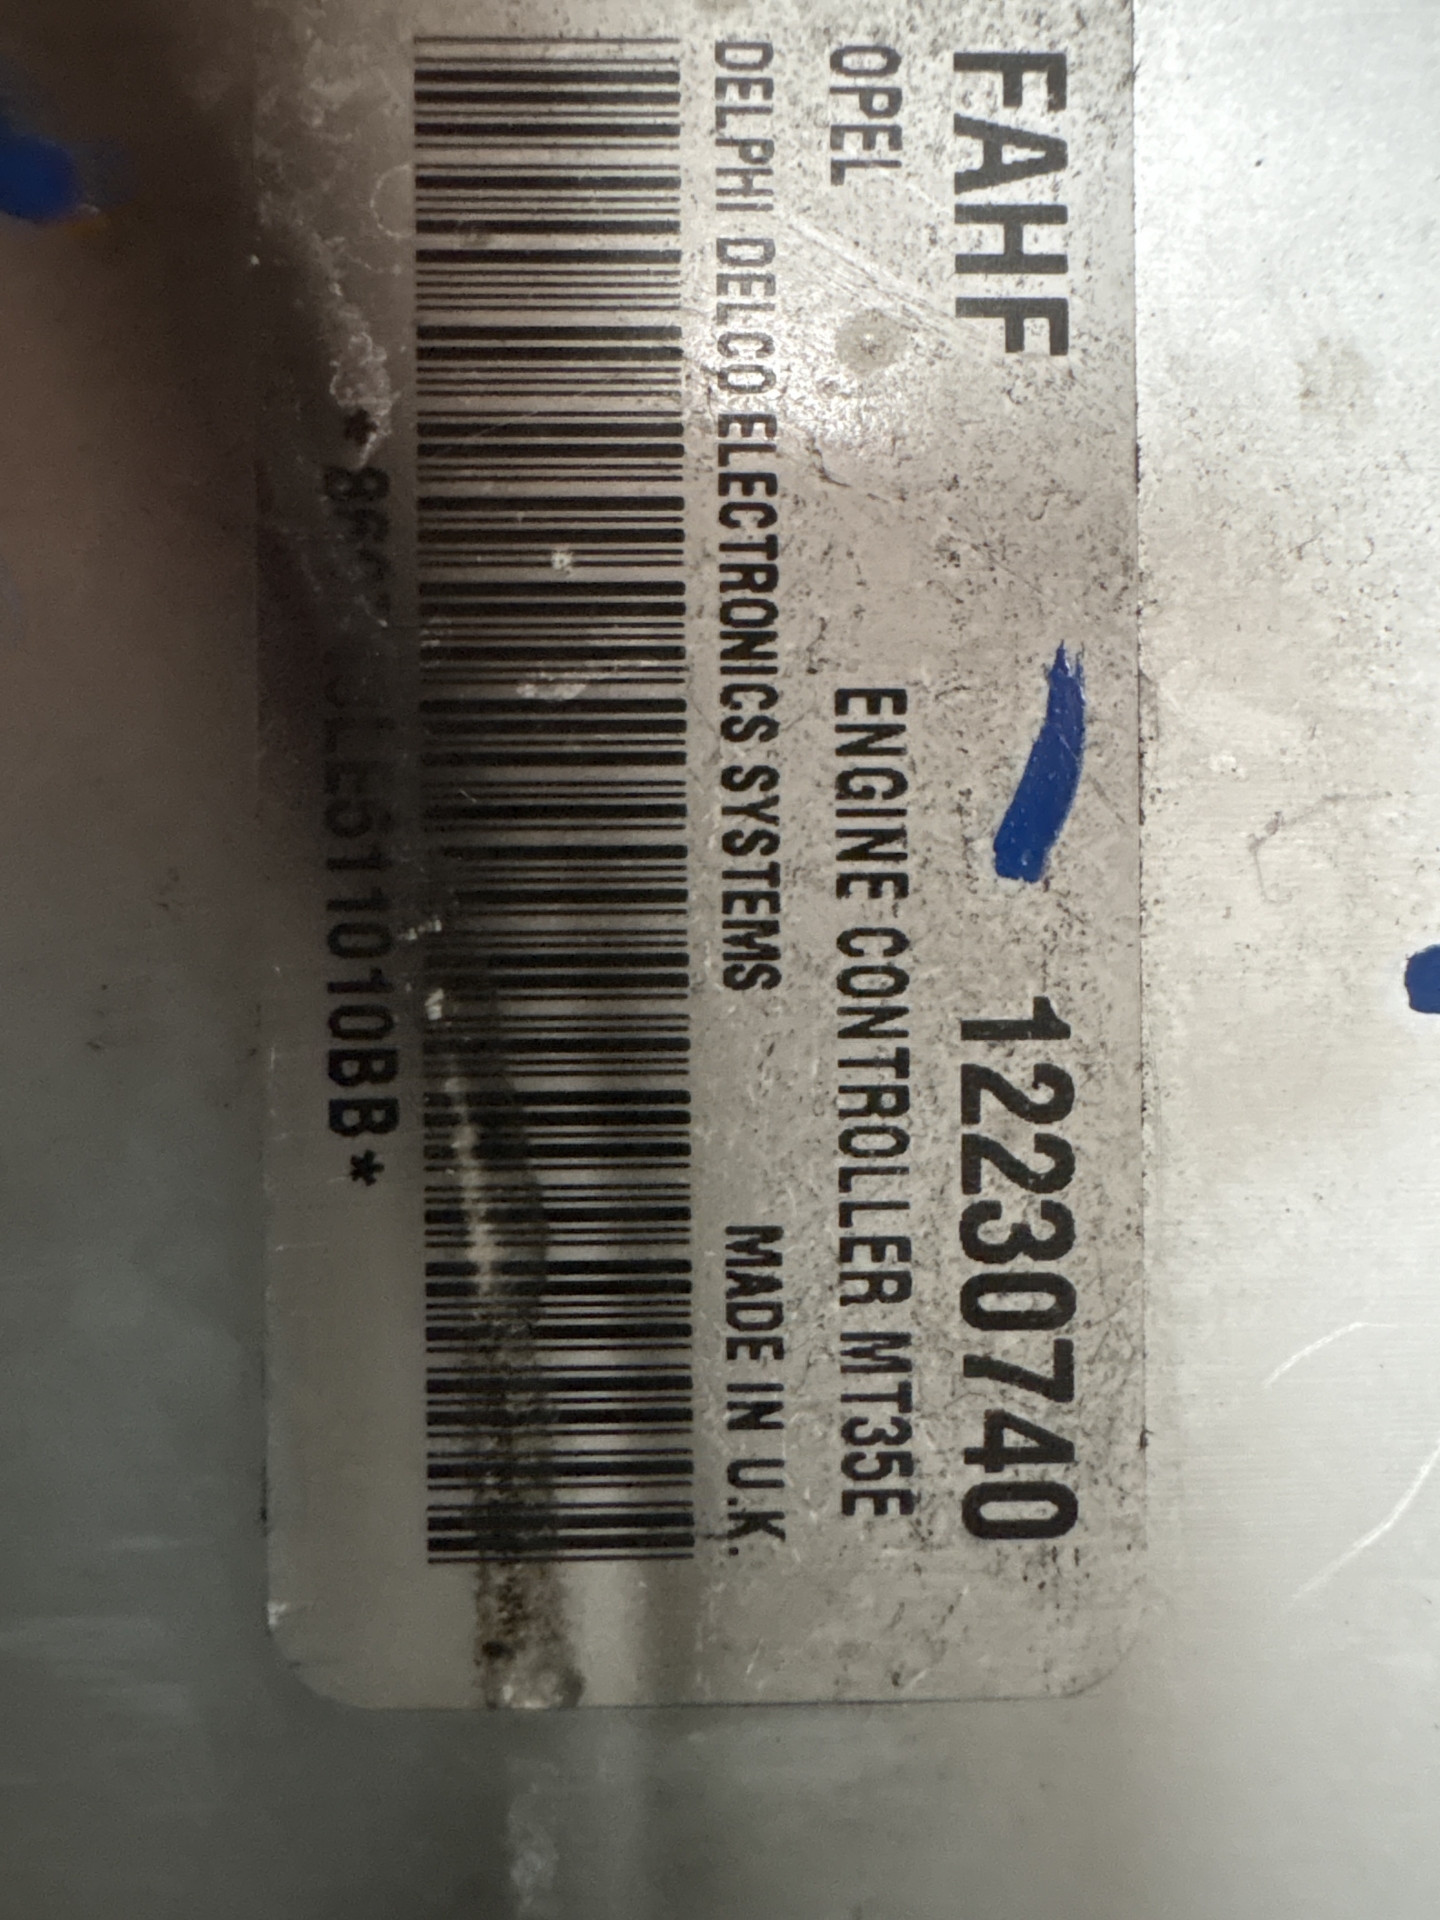 FAHF 12230740
OPEL ENGINE CONTROLLER MT35E
DELPHI DELCO ELECTRONICS SYSTEMS MADE IN U.K.